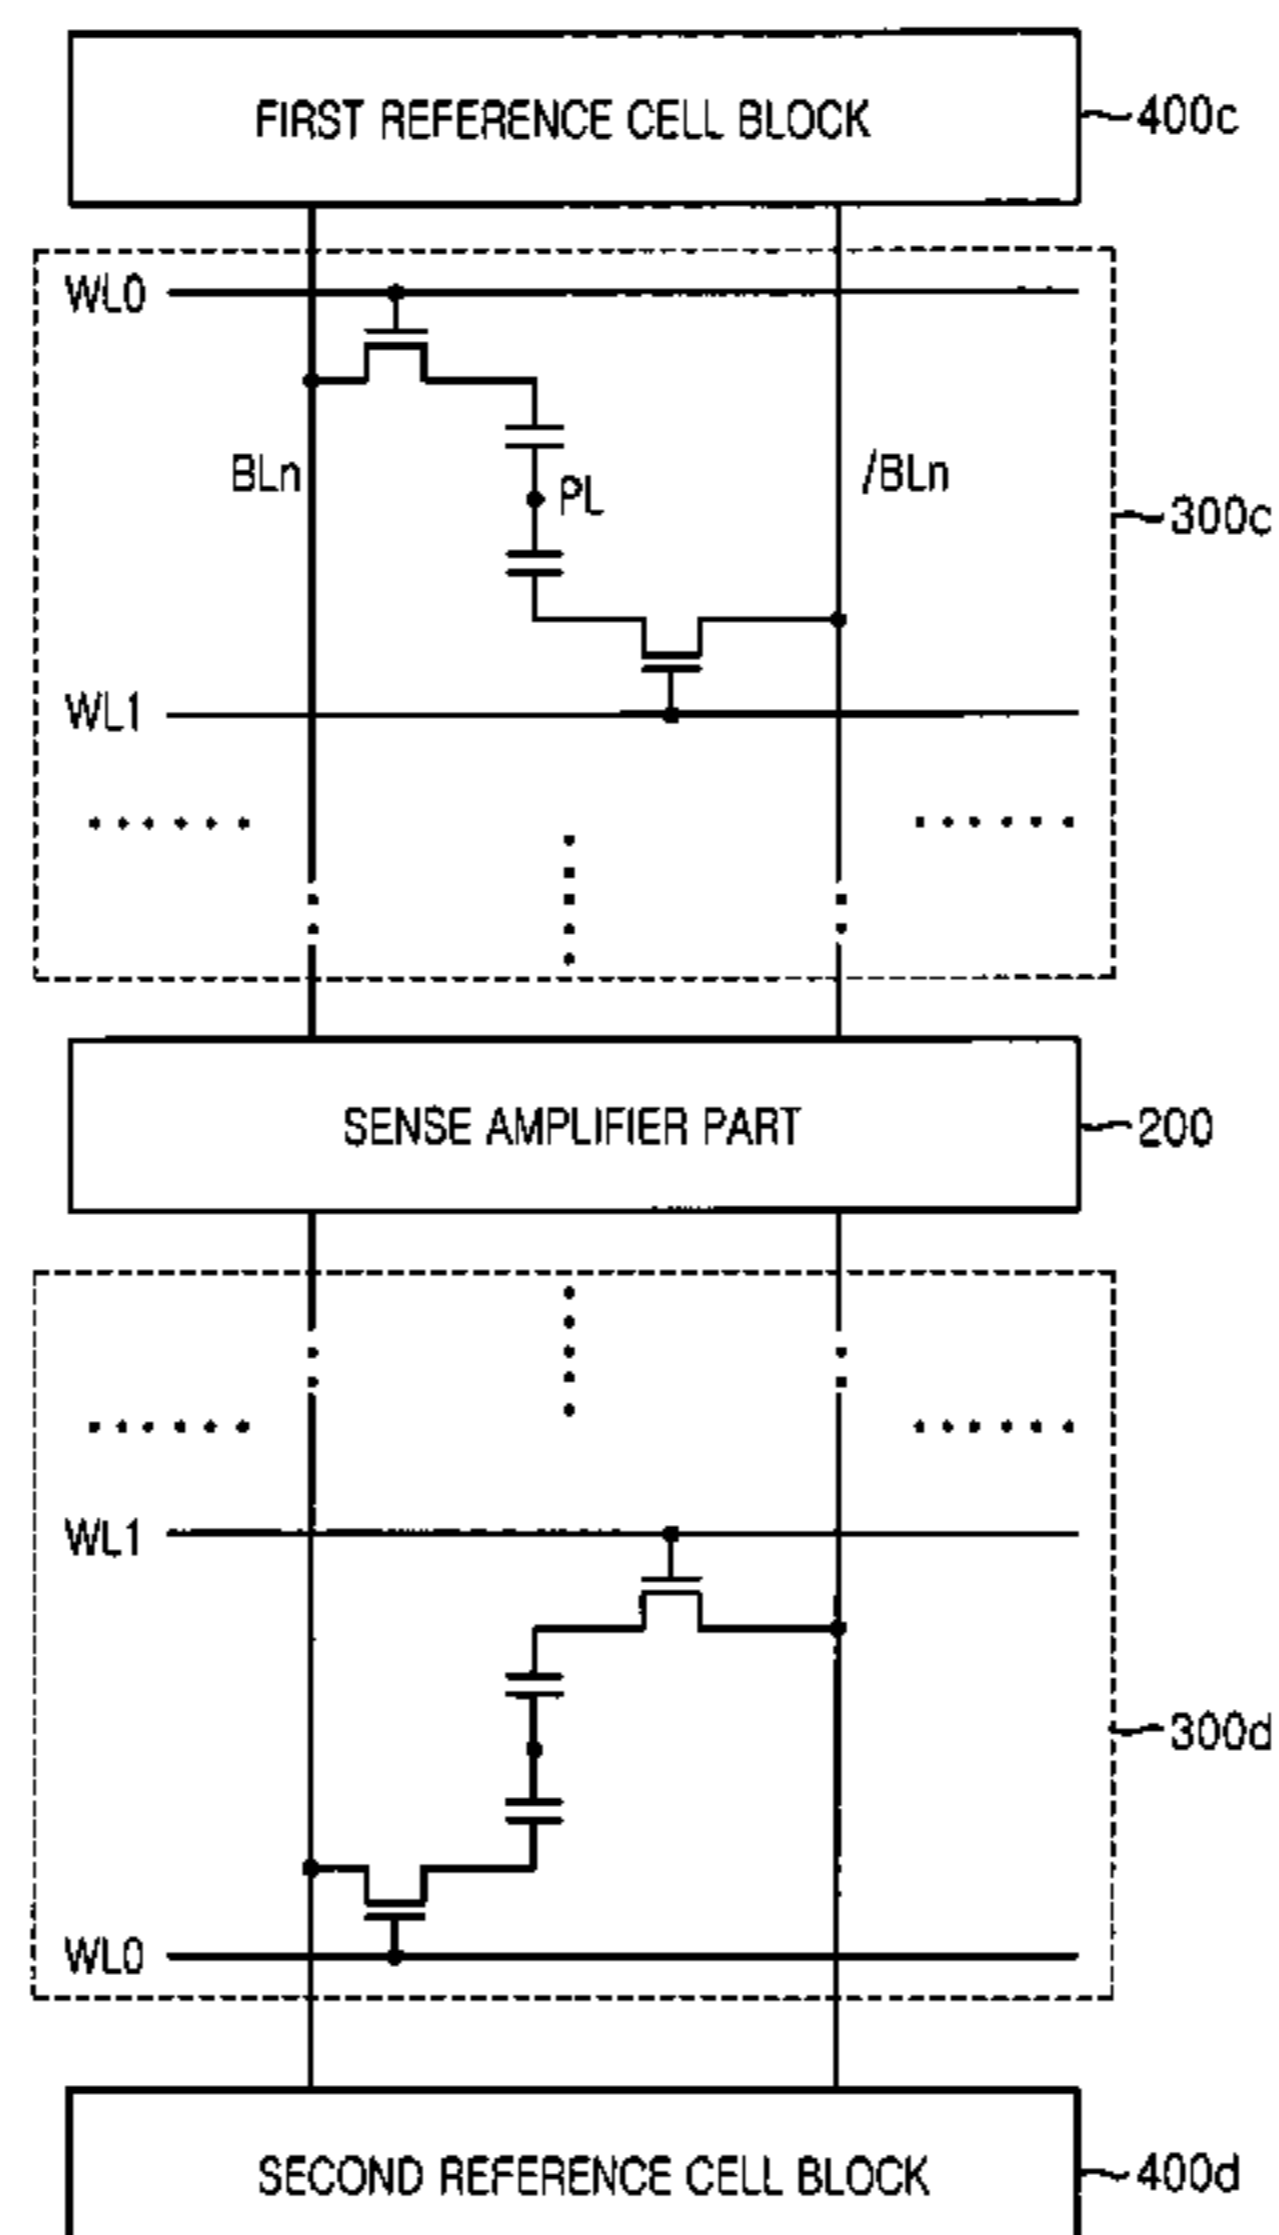 FIRST REFERENCE CELL BLOCK
400c
WL0
BLn
PL
/BLn
300c
WL1
SENSE AMPLIFIER PART
200
WL1
300d
WL0
SECOND REFERENCE CELL BLOCK
400d